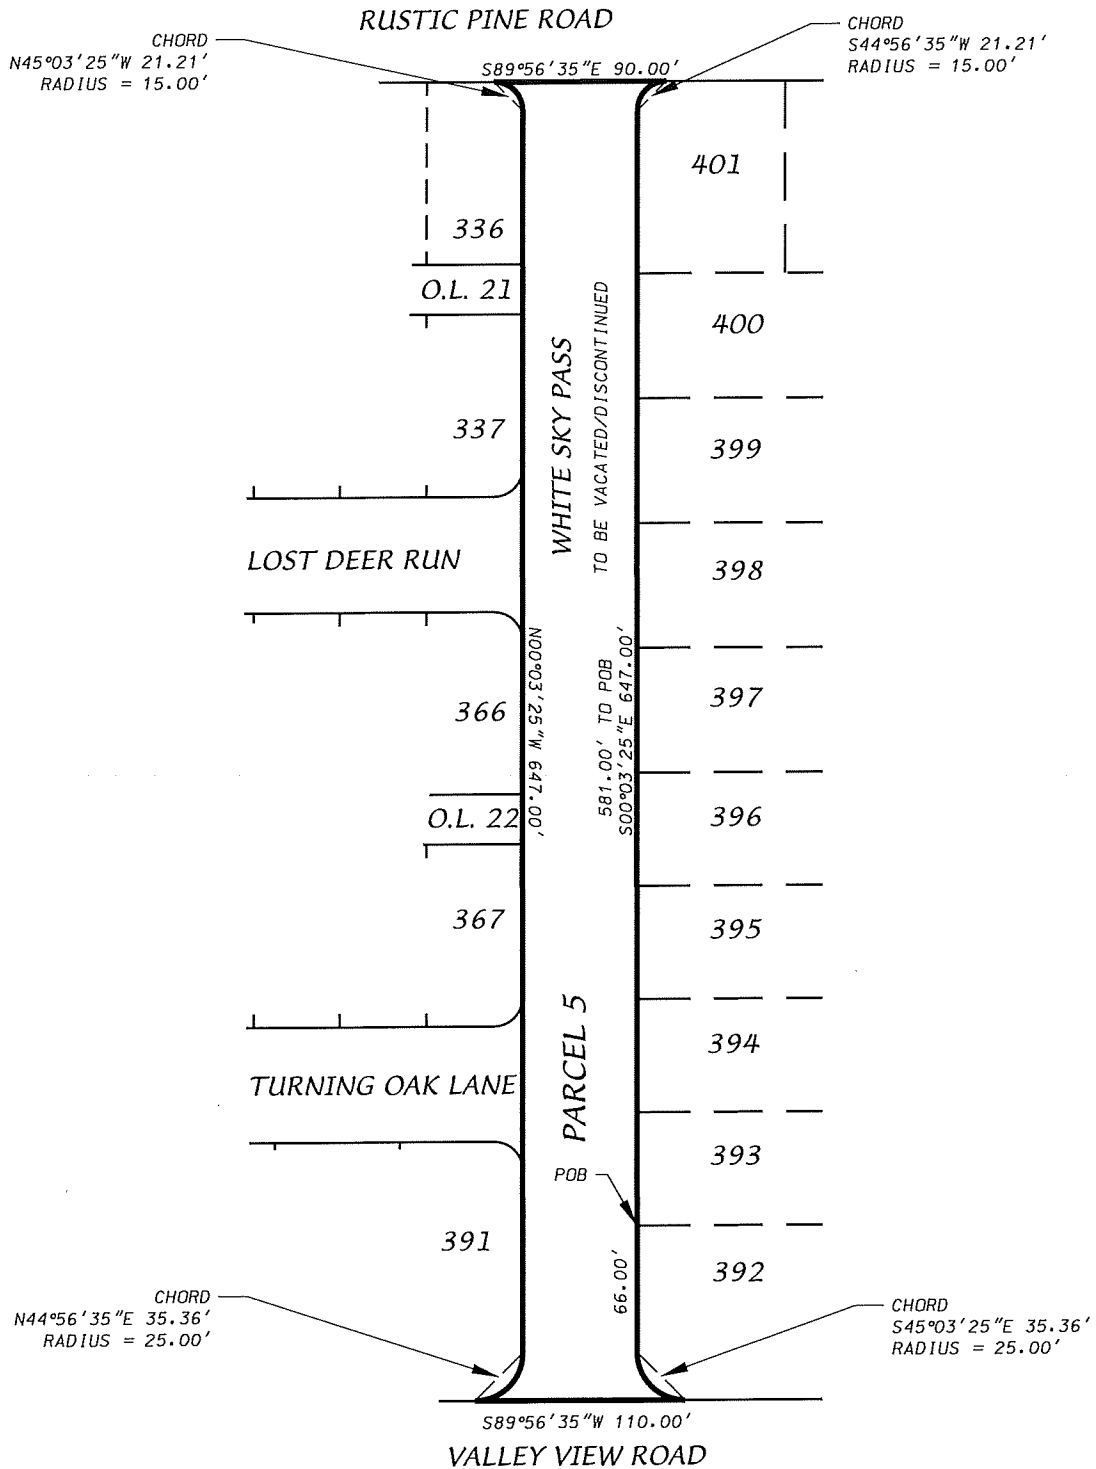 RUSTIC PINE ROAD
CHORD
N45°03'25"W 21.21'
RADIUS = 15.00'
CHORD
S44°56'35"W 21.21'
RADIUS = 15.00'
S89°56'35"E 90.00'
401
336
O.L. 21
400
337
399
WHITE SKY PASS
TO BE VACATED/DISCONTINUED
LOST DEER RUN
398
N00°03'25"W 647.00'
581.00' TO POB
S00°03'25"E 647.00'
366
397
O.L. 22
396
367
395
PARCEL 5
394
TURNING OAK LANE
393
POB
391
66.00'
392
CHORD
N44°56'35"E 35.36'
RADIUS = 25.00'
CHORD
S45°03'25"E 35.36'
RADIUS = 25.00'
S89°56'35"W 110.00'
VALLEY VIEW ROAD